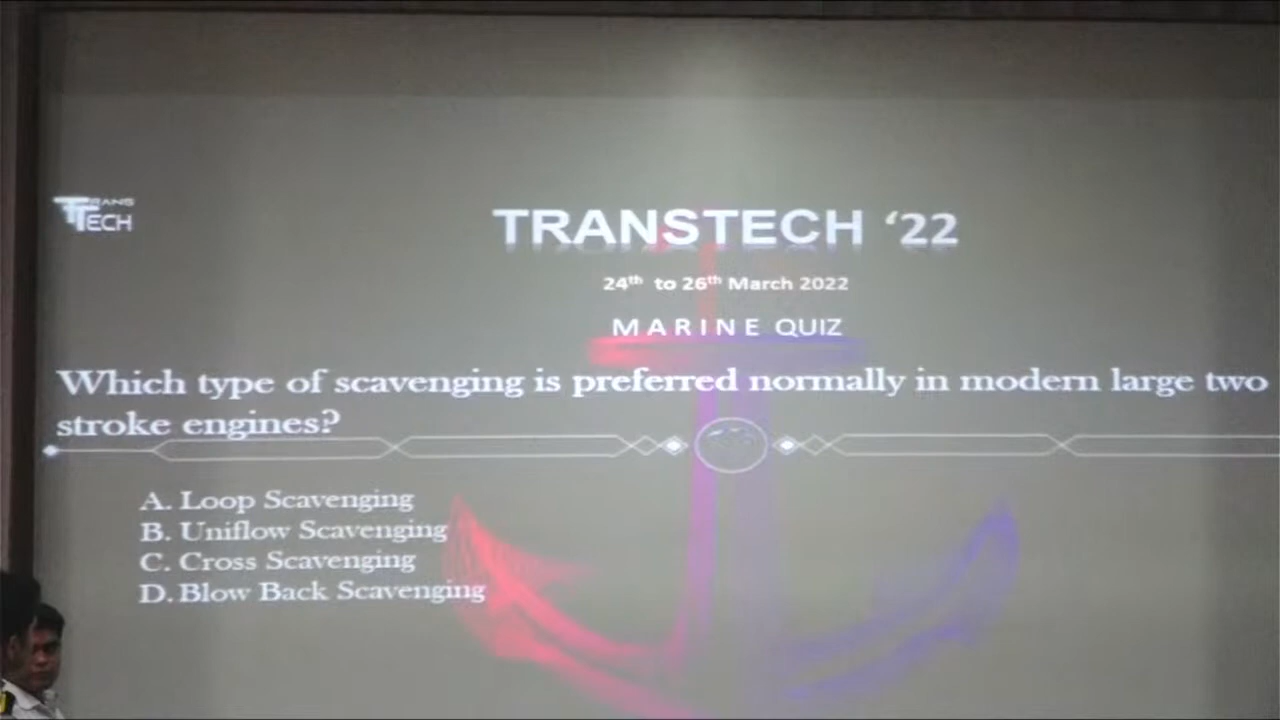 TRANS
TECH
TRANSTECH ‘22
24th to 26th March 2022
MARINE QUIZ
Which type of scavenging is preferred normally in modern large two
stroke engines?
A. Loop Scavenging
B. Uniflow Scavenging
C. Cross Scavenging
D. Blow Back Scavenging